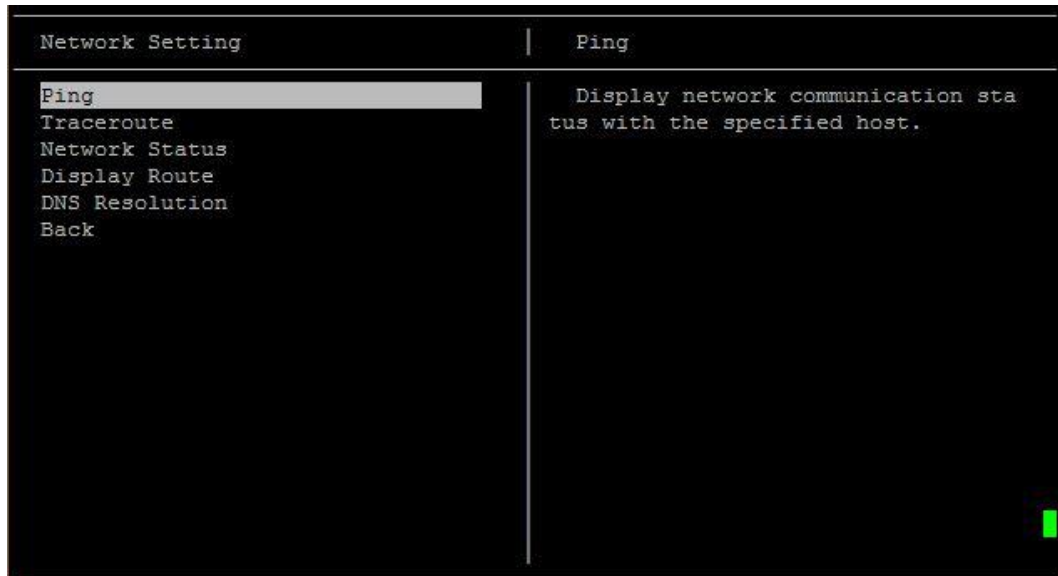 Network Setting
Ping
Ping
Traceroute
Network Status
Display Route
DNS Resolution
Back
Display network communication sta
tus with the specified host.